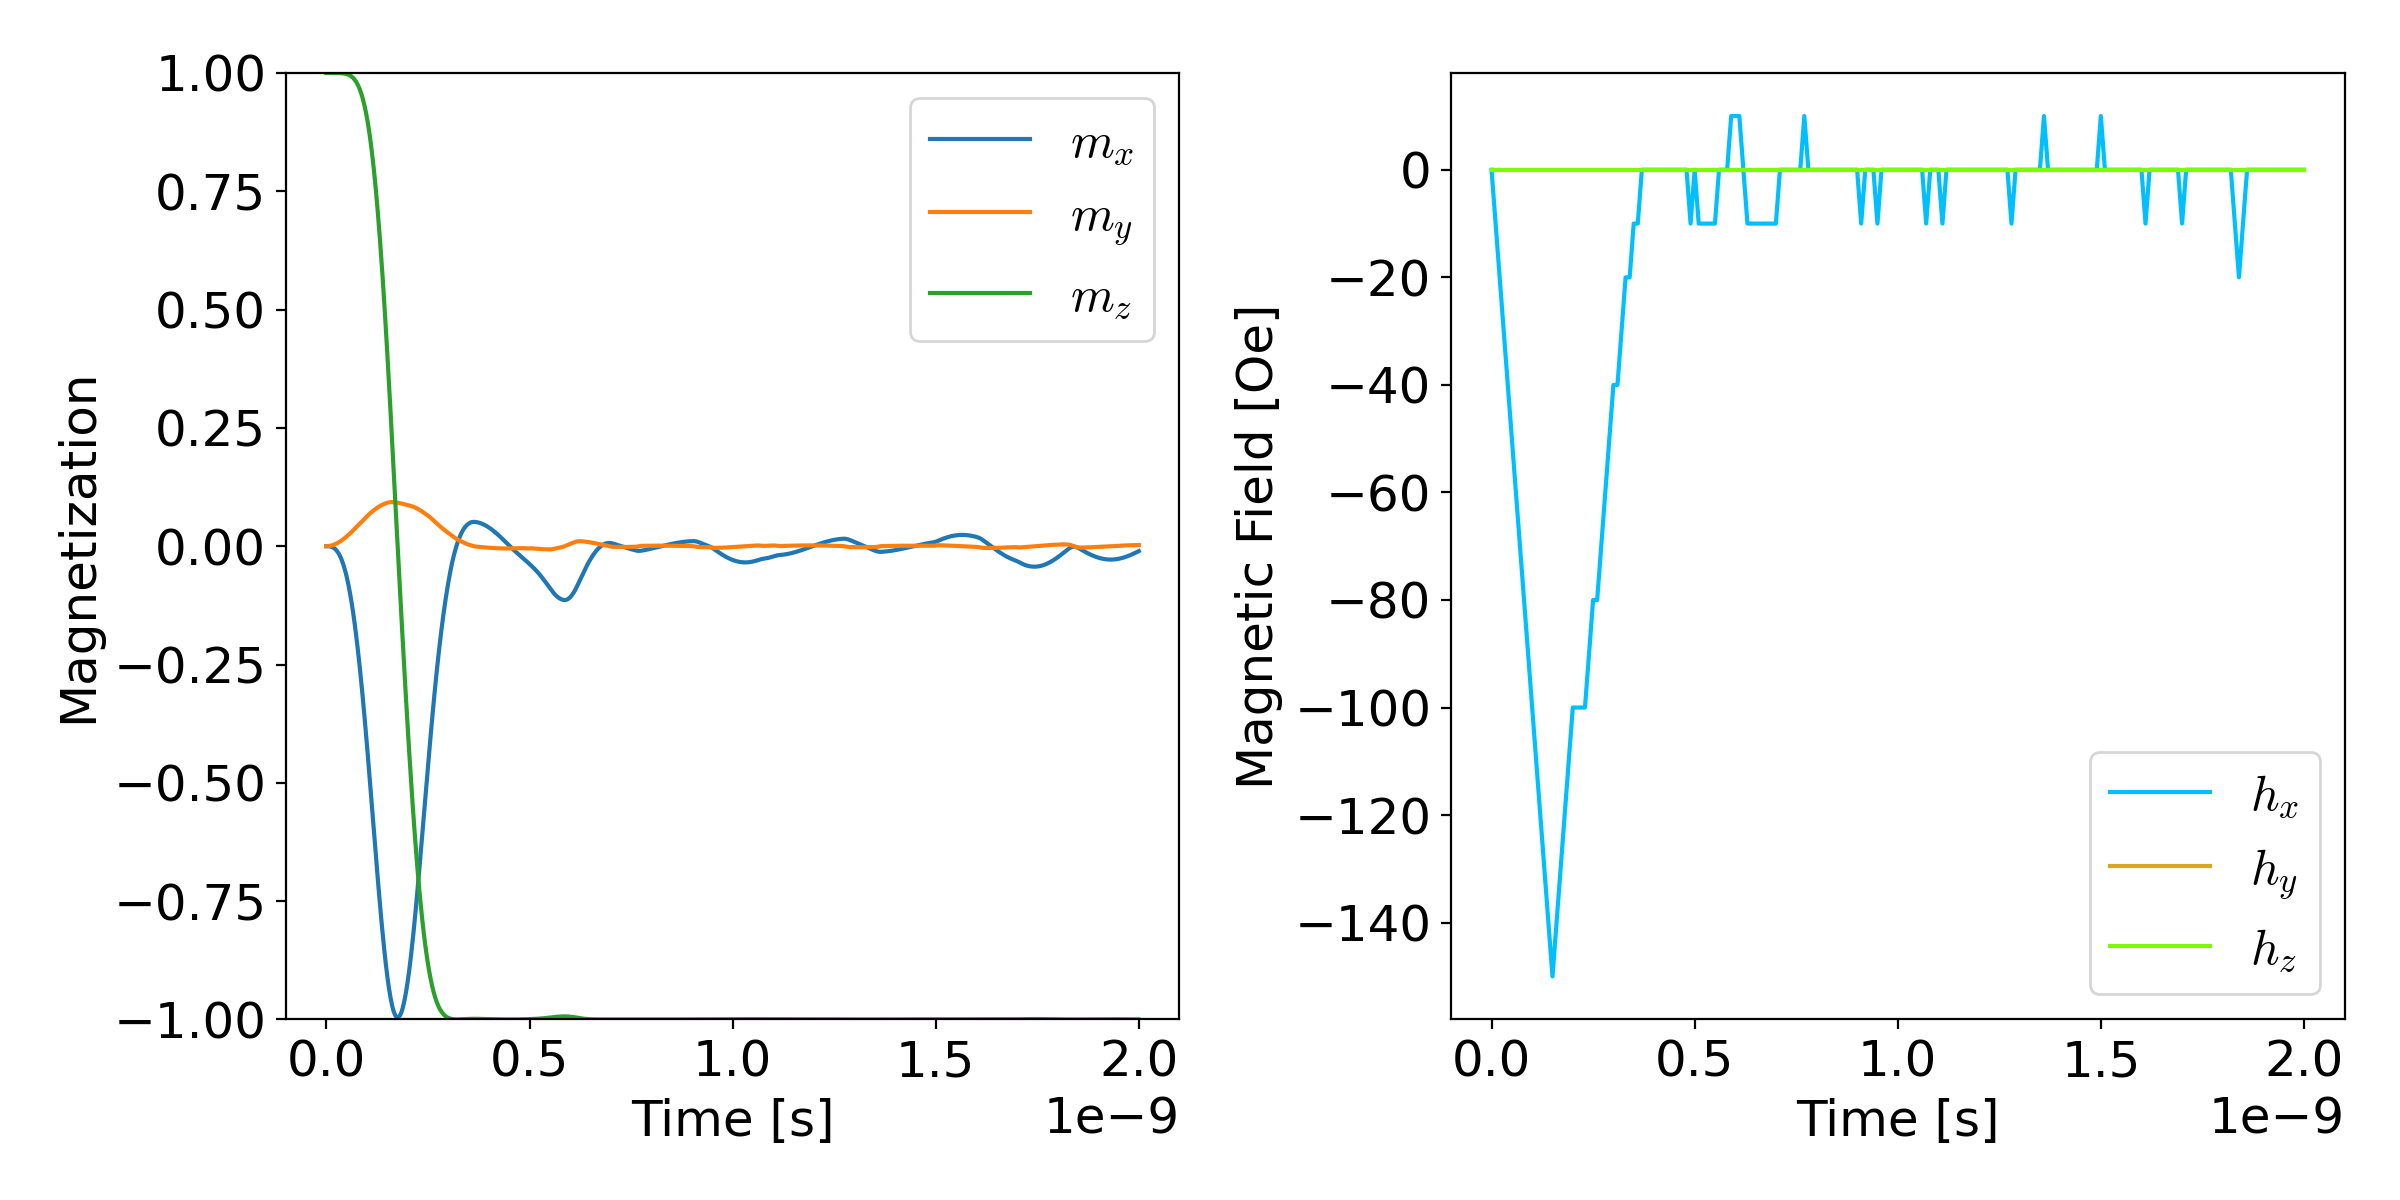 Magnetization
1.00
0.75
0.50
0.25
0.00
−0.25
−0.50
−0.75
−1.00
0.0 0.5 1.0 1.5 2.0
Time [s]
1e−9
m_x
m_y
m_z
Magnetic Field [Oe]
0
−20
−40
−60
−80
−100
−120
−140
0.0 0.5 1.0 1.5 2.0
Time [s]
1e−9
h_x
h_y
h_z